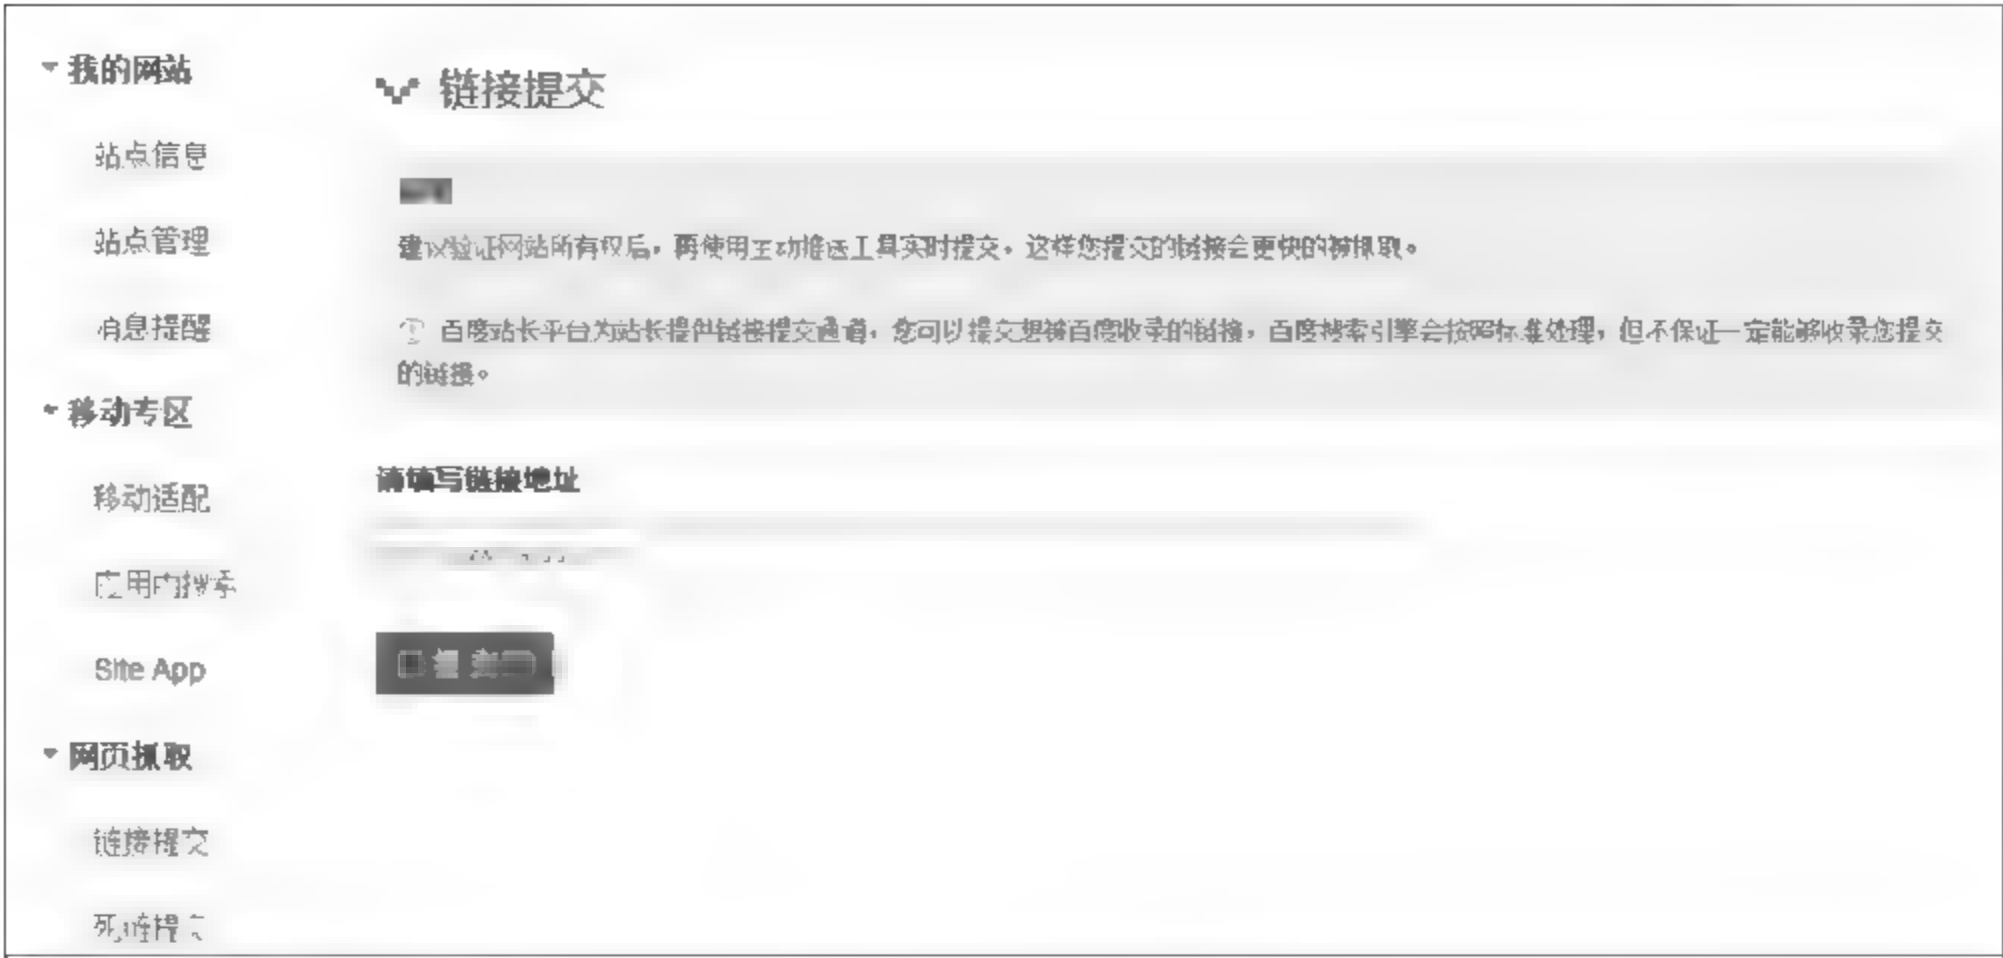 我的网站
站点信息
站点管理
消息提醒
移动专区
移动适配
应用内搜索
Site App
网页抓取
链接提交
死链提交
链接提交
建议验证网站所有权后，再使用主动推送工具实时提交。这样您提交的链接会更快的被抓取。
百度站长平台为站长提供链接提交通道，您可以提交想被百度收录的链接，百度搜索引擎会按照标准处理，但不保证一定能够收录您提交
的链接。
请填写链接地址